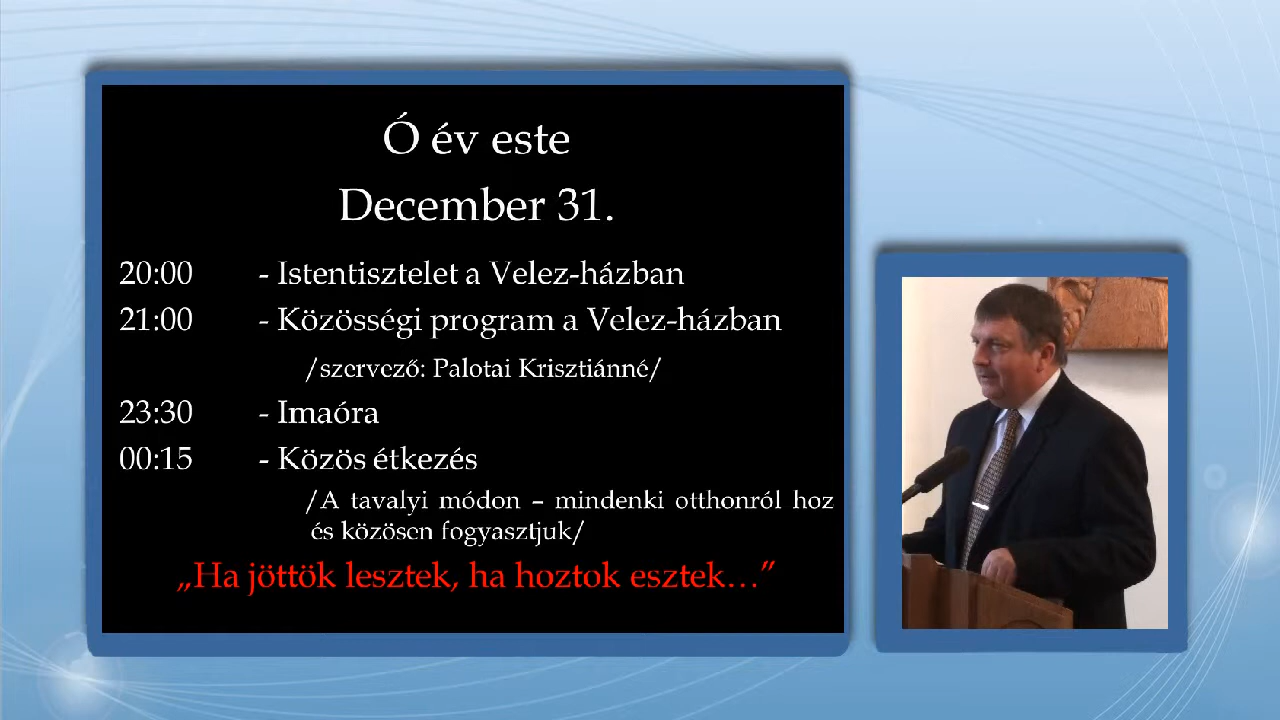 Ó év este
December 31.
20:00 - Istentisztelet a Velez-házban
21:00 - Közösségi program a Velez-házban
/szervező: Palotai Krisztiánné/
23:30 - Imaóra
00:15 - Közös étkezés
/A tavalyi módon – mindenki otthonról hoz
és közösen fogyasztjuk/
„Ha jöttök lesztek, ha hoztok esztek…”